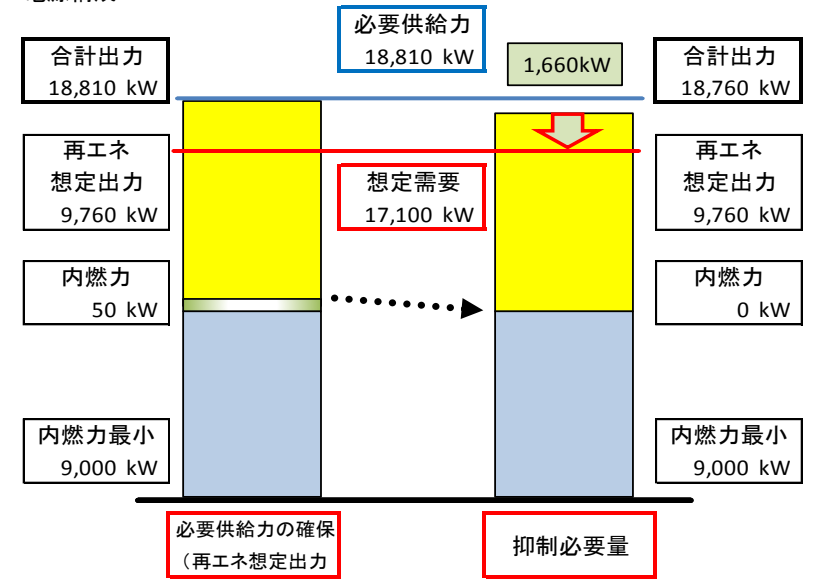 必要供給力
18,810 kW
合計出力
18,810 kW
1,660kW
合計出力
18,760 kW
再エネ
想定出力
9,760 kW
想定需要
17,100 kW
再エネ
想定出力
9,760 kW
内燃力
50 kW
内燃力
0 kW
内燃力最小
9,000 kW
内燃力最小
9,000 kW
必要供給力の確保
（再エネ想定出力
抑制必要量